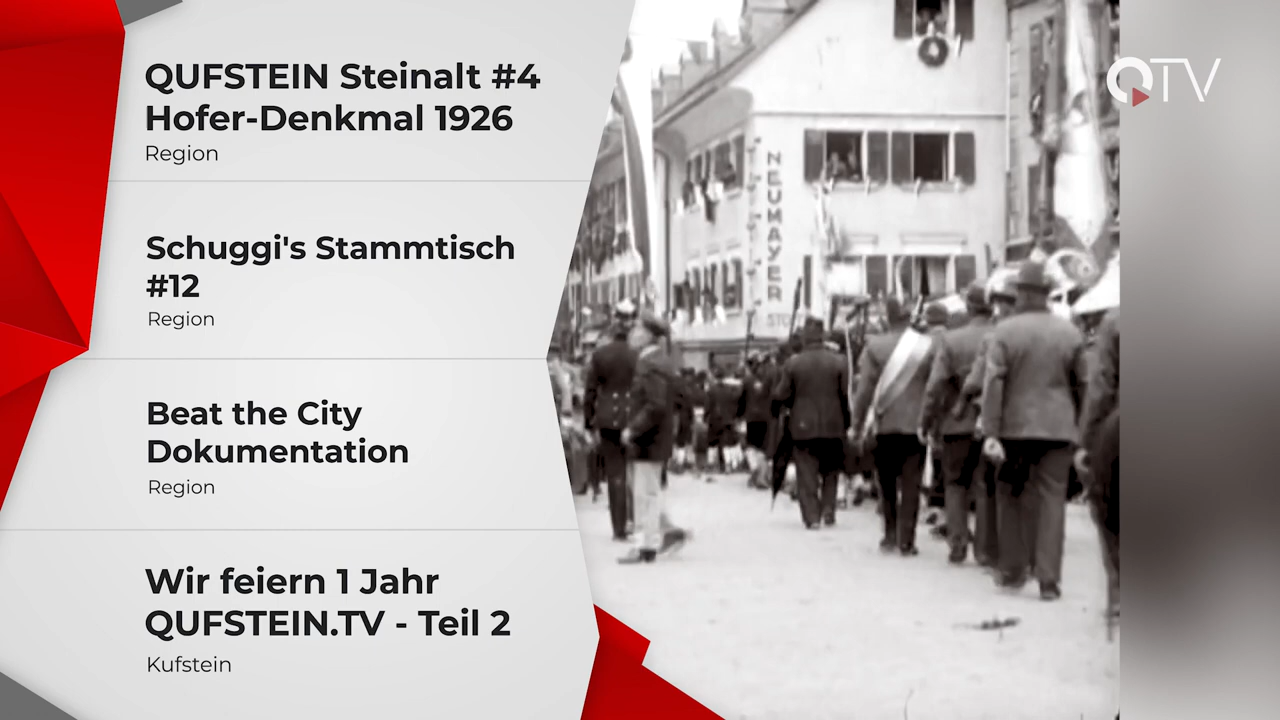 QUFSTEIN Steinalt #4
Hofer-Denkmal 1926
Region
Schuggi's Stammtisch
#12
Region
Beat the City
Dokumentation
Region
Wir feiern 1 Jahr
QUFSTEIN.TV - Teil 2
Kufstein
NEUMAYER
QTV